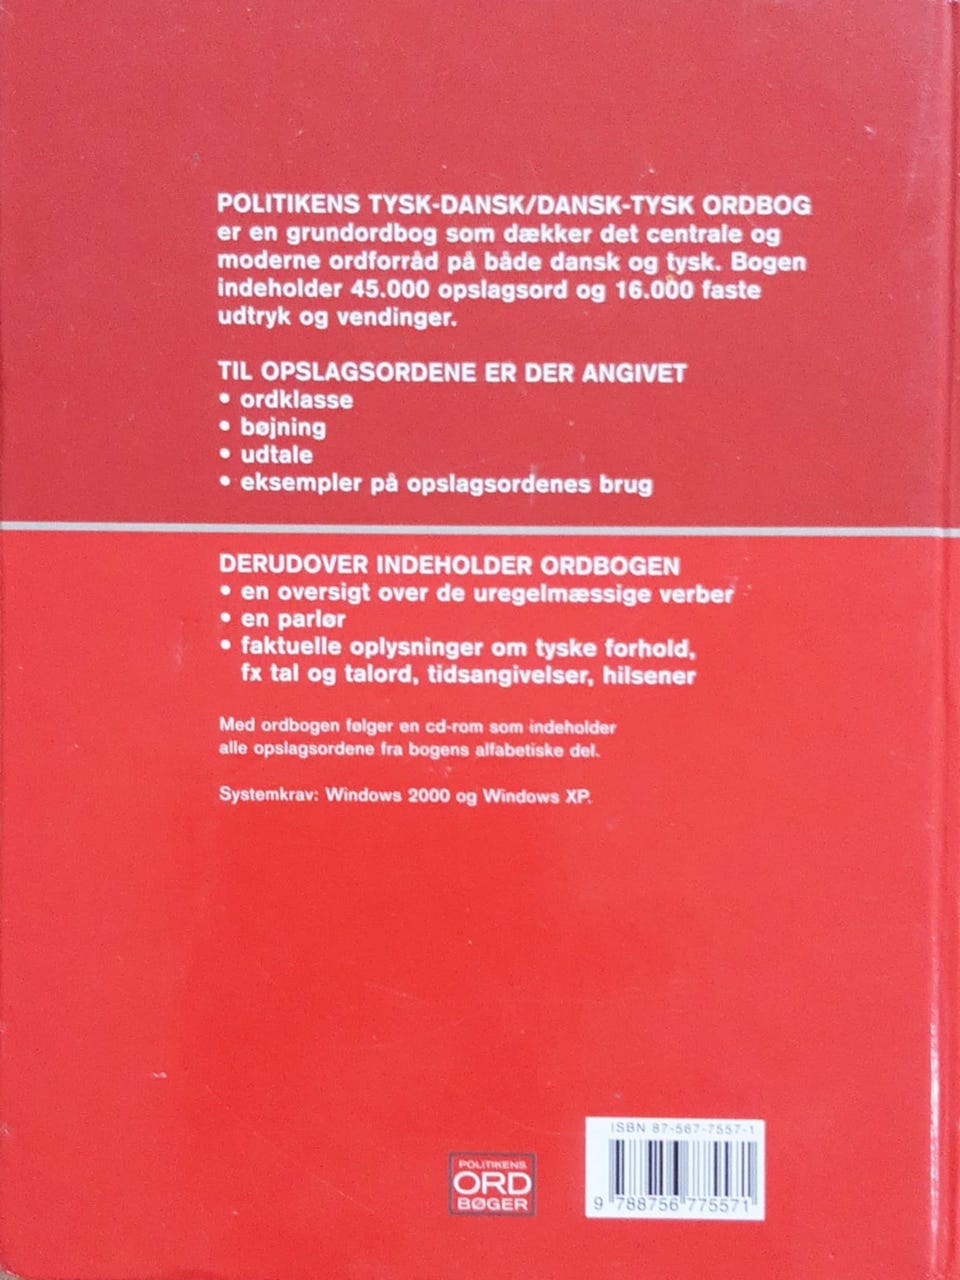 POLITIKENS TYSK-DANSK/DANSK-TYSK ORDBOG
er en grundordbog som dækker det centrale og
moderne ordforråd på både dansk og tysk. Bogen
indeholder 45.000 opslagsord og 16.000 faste
udtryk og vendinger.
TIL OPSLAGSORDENE ER DER ANGIVET
• ordklasse
• bøjning
• udtale
• eksempler på opslagsordenes brug
DERUDOVER INDEHOLDER ORDBOGEN
• en oversigt over de uregelmæssige verber
• en parlør
• faktuelle oplysninger om tyske forhold,
fx tal og talord, tidsangivelser, hilsener
Med ordbogen følger en cd-rom som indeholder
alle opslagsordene fra bogens alfabetiske del.
Systemkrav: Windows 2000 og Windows XP.
POLITIKENS
ORD
BØGER
ISBN 87-567-7557-1
9 788756 775571